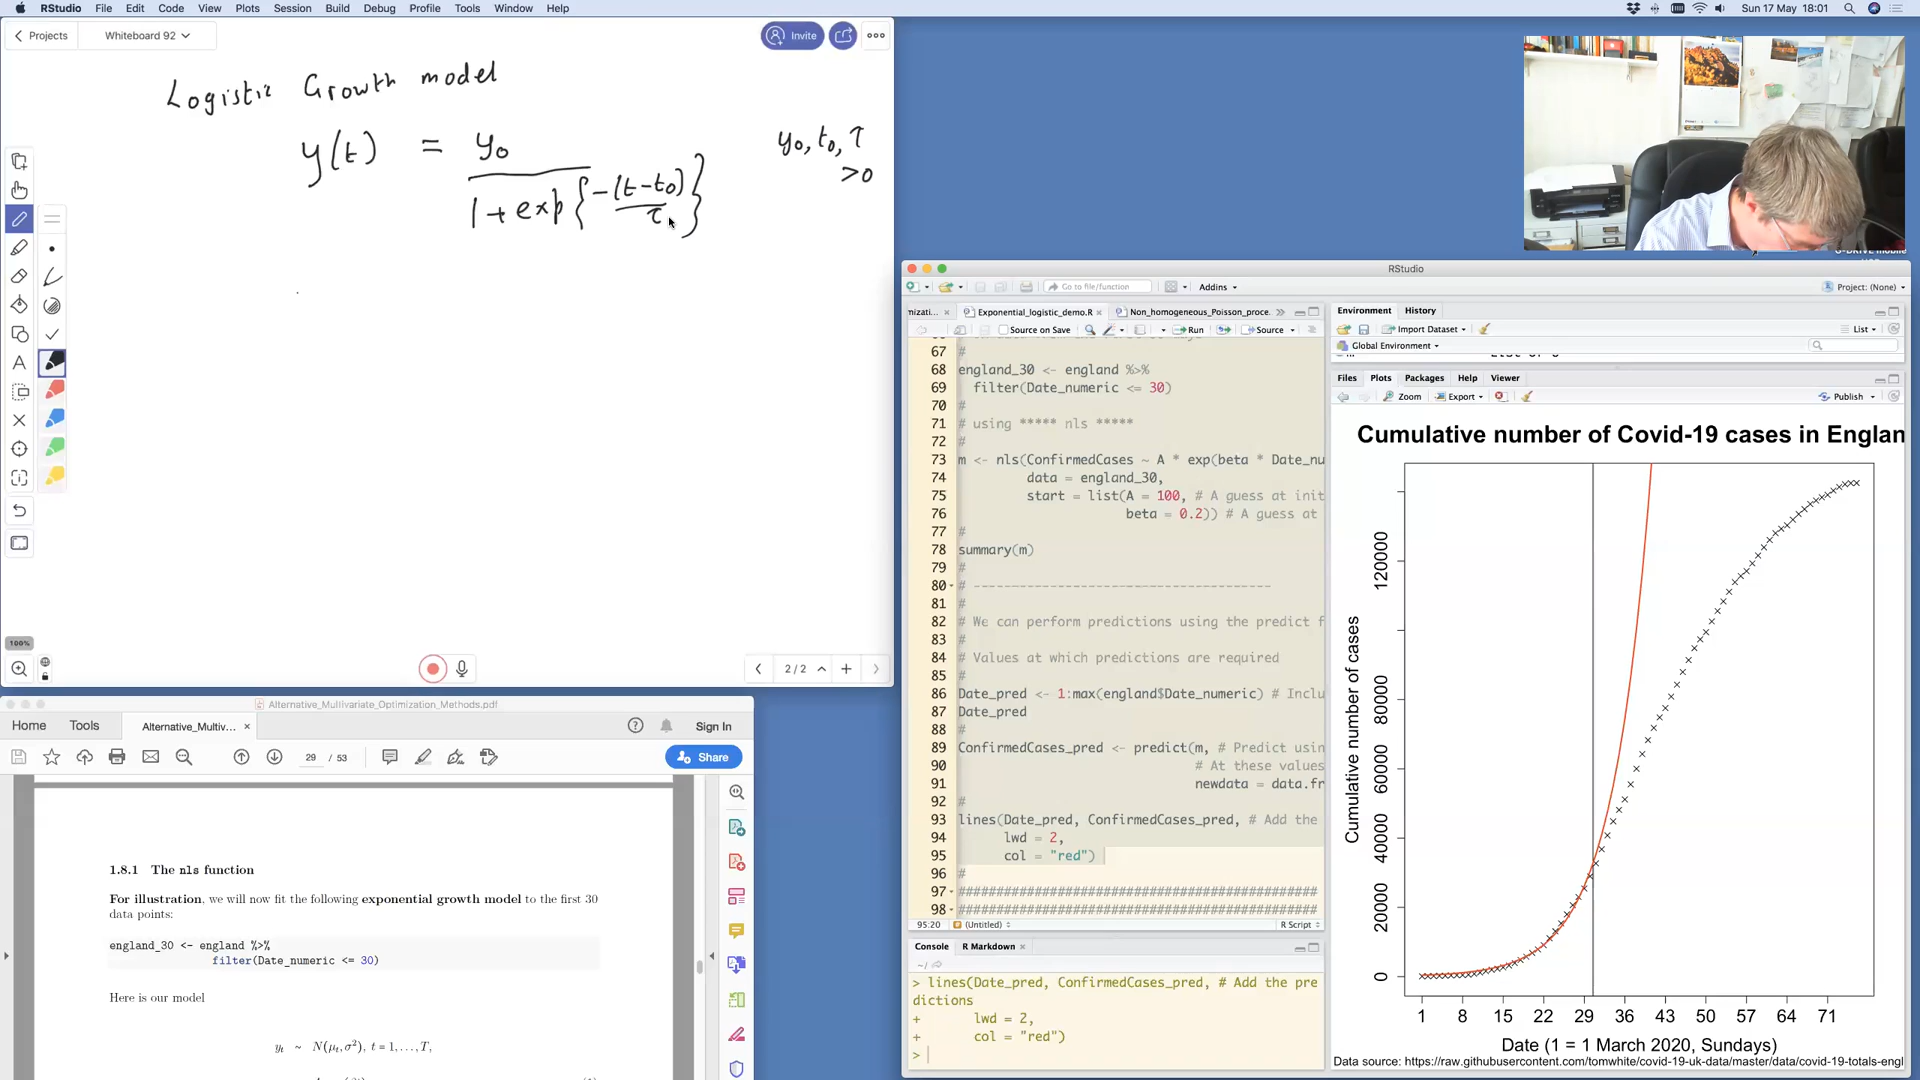 RStudio File Edit Code View Plots Session Build Debug Profile Tools Window Help Sun 17 May 18:01
Projects Whiteboard 92 Invite
Logistic Growth model
y(t) = y0
1 + exp { -(t-t0)
τ }
y0, t0, τ
>0
100%
2/2
Alternative_Multivariate_Optimization_Methods.pdf
Home Tools Alternative_Multiv... × Sign In
29 / 53 Share
1.8.1 The nls function
For illustration, we will now fit the following exponential growth model to the first 30
data points:
england_30 <- england %>%
filter(Date_numeric <= 30)
Here is our model
yt ~ N(μt, σ²), t = 1, . . . , T,
RStudio
Go to file/function Addins Project: (None)
mizati... × Exponential_logistic_demo.R × Non_homogeneous_Poisson_proce.
Source on Save Run Source
67 #
68 england_30 <- england %>%
69 filter(Date_numeric <= 30)
70 #
71 # using ***** nls *****
72 #
73 m <- nls(ConfirmedCases ~ A * exp(beta * Date_nu
74 data = england_30,
75 start = list(A = 100, # A guess at init
76 beta = 0.2)) # A guess at
77 #
78 summary(m)
79 #
80 # -----------------------------------------
81 #
82 # We can perform predictions using the predict f
83 #
84 # Values at which predictions are required
85 #
86 Date_pred <- 1:max(england$Date_numeric) # Inclu
87 Date_pred
88 #
89 ConfirmedCases_pred <- predict(m, # Predict usin
90 # At these values
91 newdata = data.fr
92 #
93 lines(Date_pred, ConfirmedCases_pred, # Add the
94 lwd = 2,
95 col = "red")
96 #
97 ################################################
98 ################################################
95:20 (Untitled) R Script
Console R Markdown ×
~/
> lines(Date_pred, ConfirmedCases_pred, # Add the pre
dictions
+ lwd = 2,
+ col = "red")
>
Environment History
Import Dataset List
Global Environment
Files Plots Packages Help Viewer
Zoom Export Publish
Cumulative number of Covid-19 cases in Englan
Cumulative number of cases
120000
80000
60000
40000
20000
0
1 8 15 22 29 36 43 50 57 64 71
Date (1 = 1 March 2020, Sundays)
Data source: https://raw.githubusercontent.com/tomwhite/covid-19-uk-data/master/data/covid-19-totals-engl